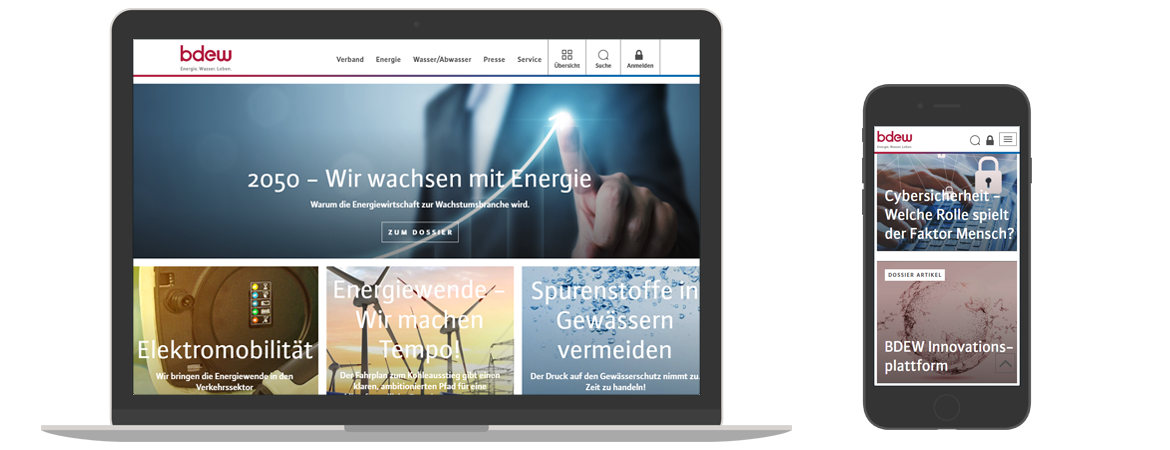 bdew
Energie. Wasser. Leben.
Verband Energie Wasser/Abwasser Presse Service
Übersicht Suche Anmelden
2050 – Wir wachsen mit Energie
Warum die Energiewirtschaft zur Wachstumsbranche wird.
ZUM DOSSIER
Elektromobilität
Wir bringen die Energiewende in den
Verkehrssektor
Energiewende –
Wir machen
Tempo!
Der Fahrplan zum Kohleausstieg gibt einen
klaren, ambitionierten Pfad für eine
Spurenstoffe in
Gewässern
vermeiden
Der Druck auf den Gewässerschutz nimmt zu.
Zeit zu handeln!
bdew
Energie. Wasser. Leben.
Cybersicherheit –
Welche Rolle spielt
der Faktor Mensch?
DOSSIER ARTIKEL
BDEW Innovations-
plattform